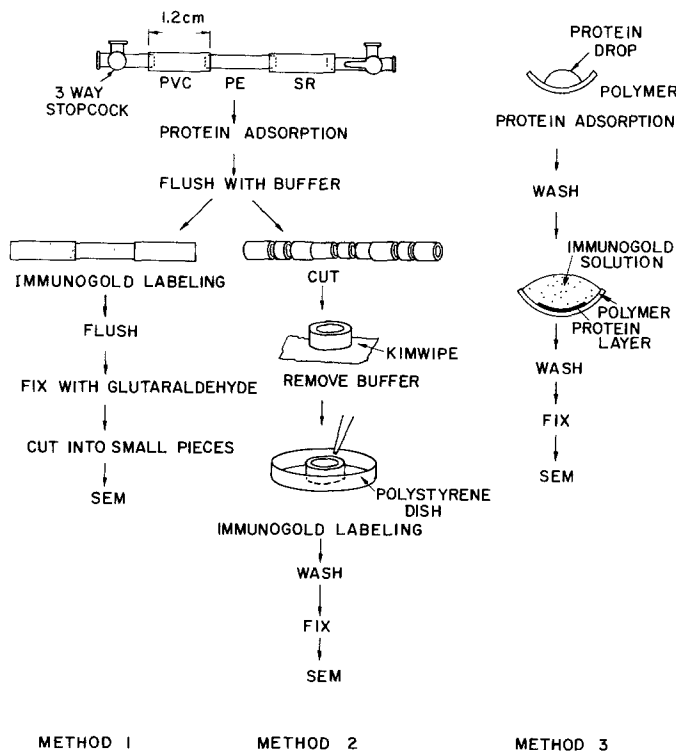 1.2cm
3 WAY
STOPCOCK
PVC PE SR
PROTEIN ADSORPTION
FLUSH WITH BUFFER
IMMUNOGOLD LABELING
FLUSH
FIX WITH GLUTARALDEHYDE
CUT INTO SMALL PIECES
SEM
METHOD 1
CUT
KIMWIPE
REMOVE BUFFER
POLYSTYRENE
DISH
IMMUNOGOLD LABELING
WASH
FIX
SEM
METHOD 2
PROTEIN
DROP
POLYMER
PROTEIN ADSORPTION
WASH
IMMUNOGOLD
SOLUTION
POLYMER
PROTEIN
LAYER
WASH
FIX
SEM
METHOD 3